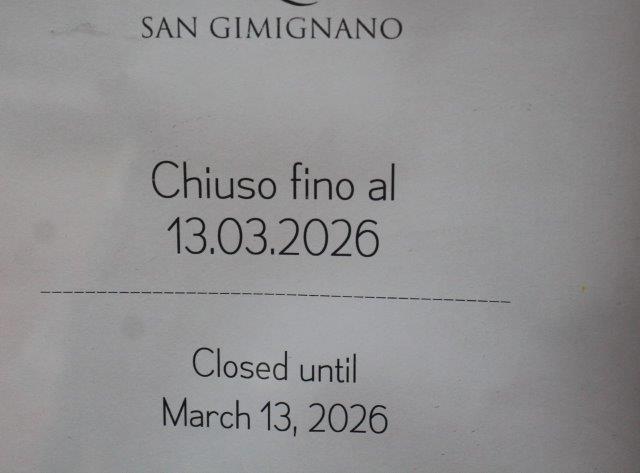 SAN GIMIGNANO
Chiuso fino al
13.03.2026
Closed until
March 13, 2026